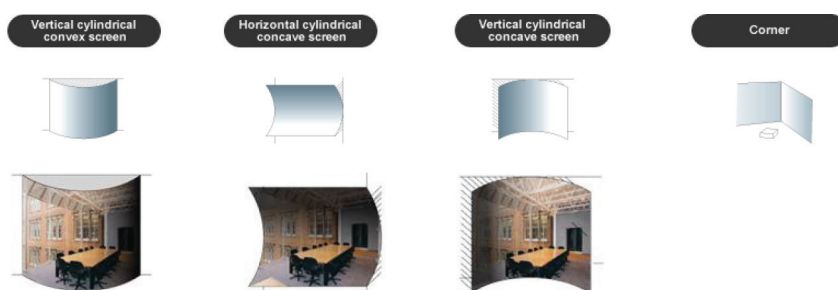 Vertical cylindrical
convex screen
Horizontal cylindrical
concave screen
Vertical cylindrical
concave screen
Corner